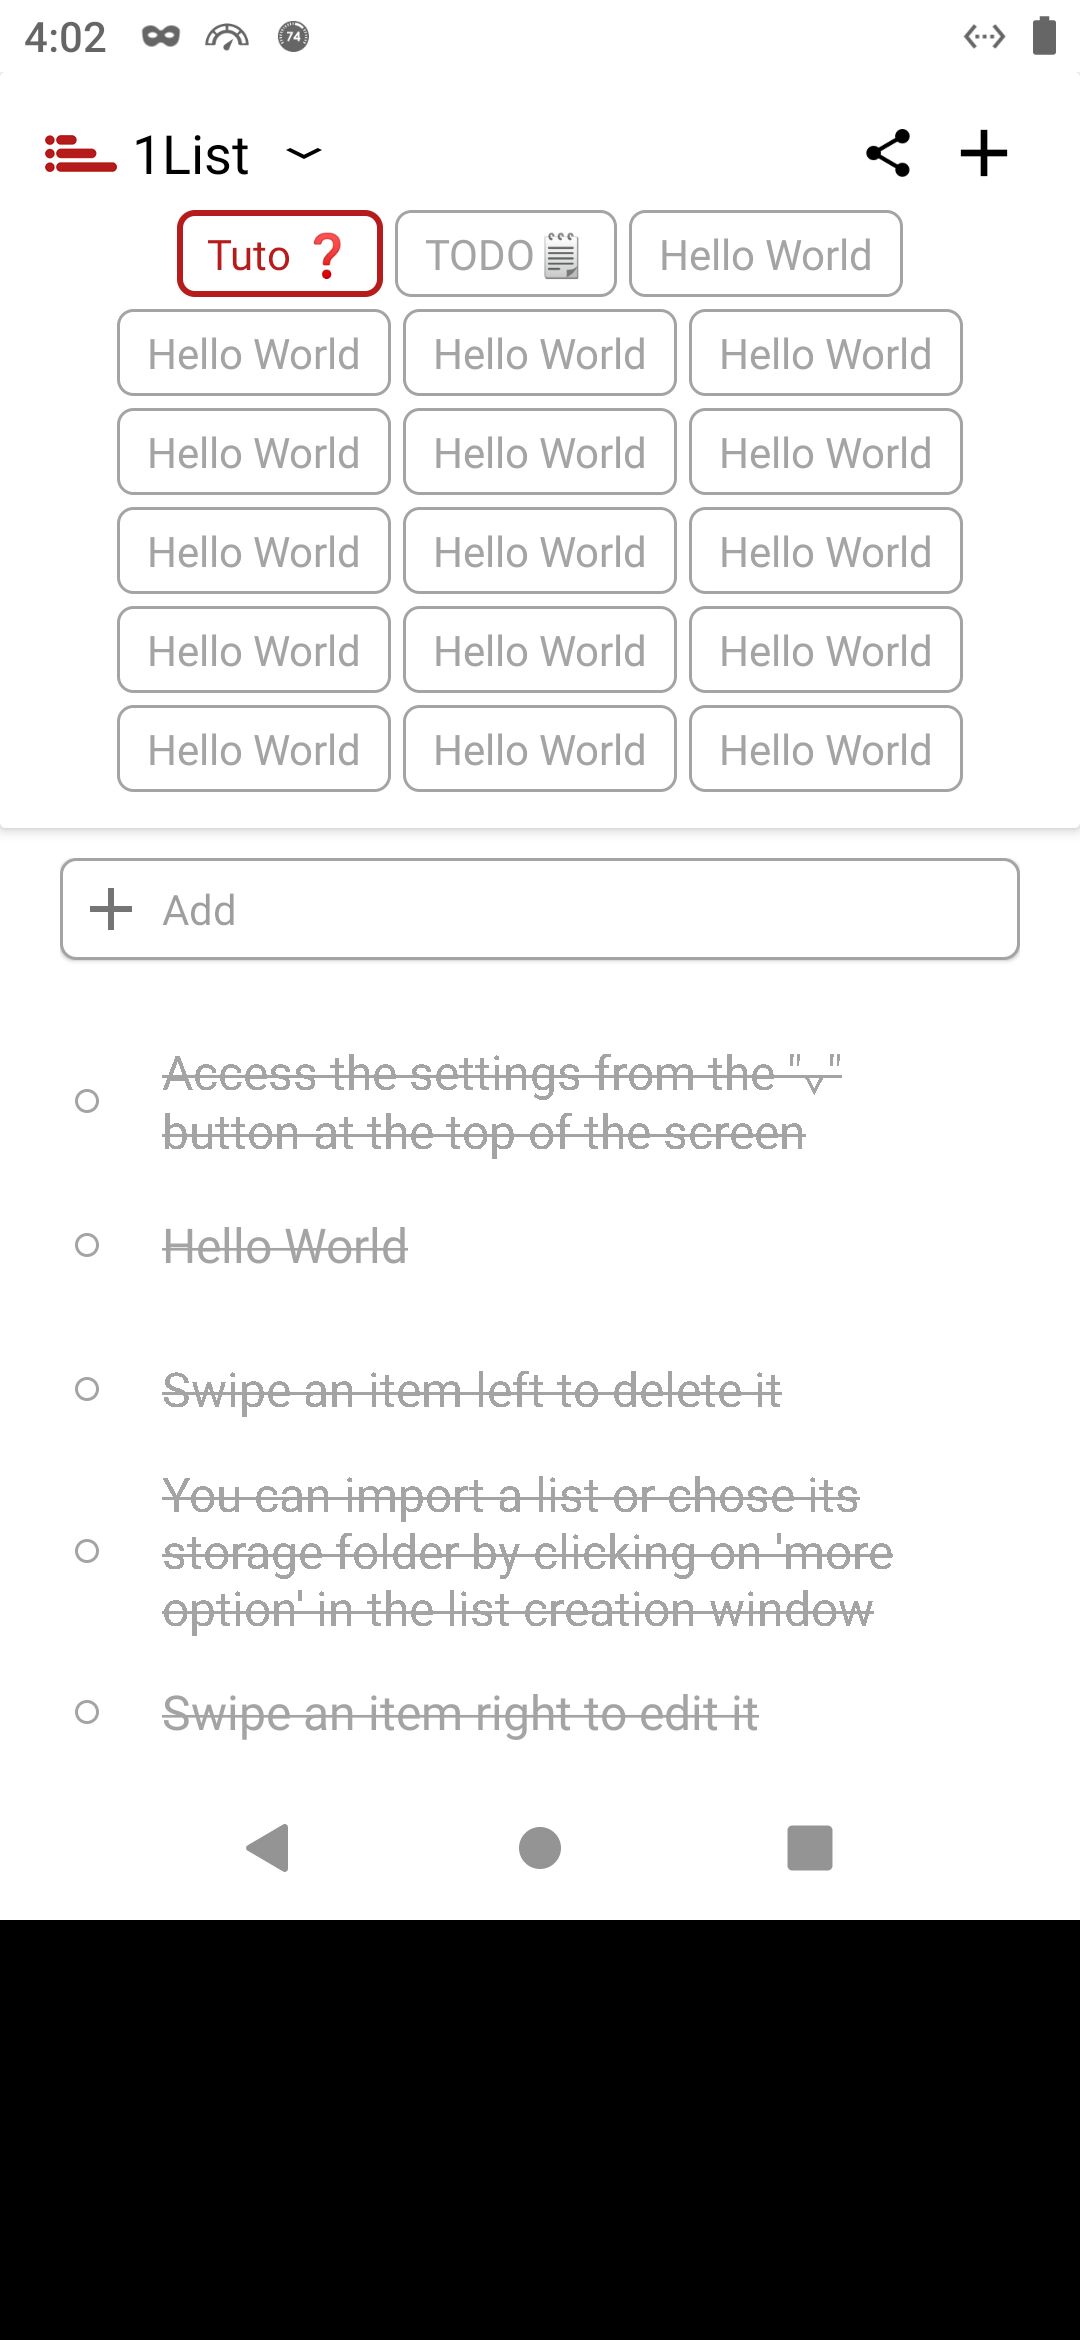 4:02
74
1List
Tuto ❓ TODO🗒 Hello World
Hello World Hello World Hello World
Hello World Hello World Hello World
Hello World Hello World Hello World
Hello World Hello World Hello World
Hello World Hello World Hello World
Add
Access the settings from the "⌄"
button at the top of the screen
Hello World
Swipe an item left to delete it
You can import a list or chose its
storage folder by clicking on 'more
option' in the list creation window
Swipe an item right to edit it